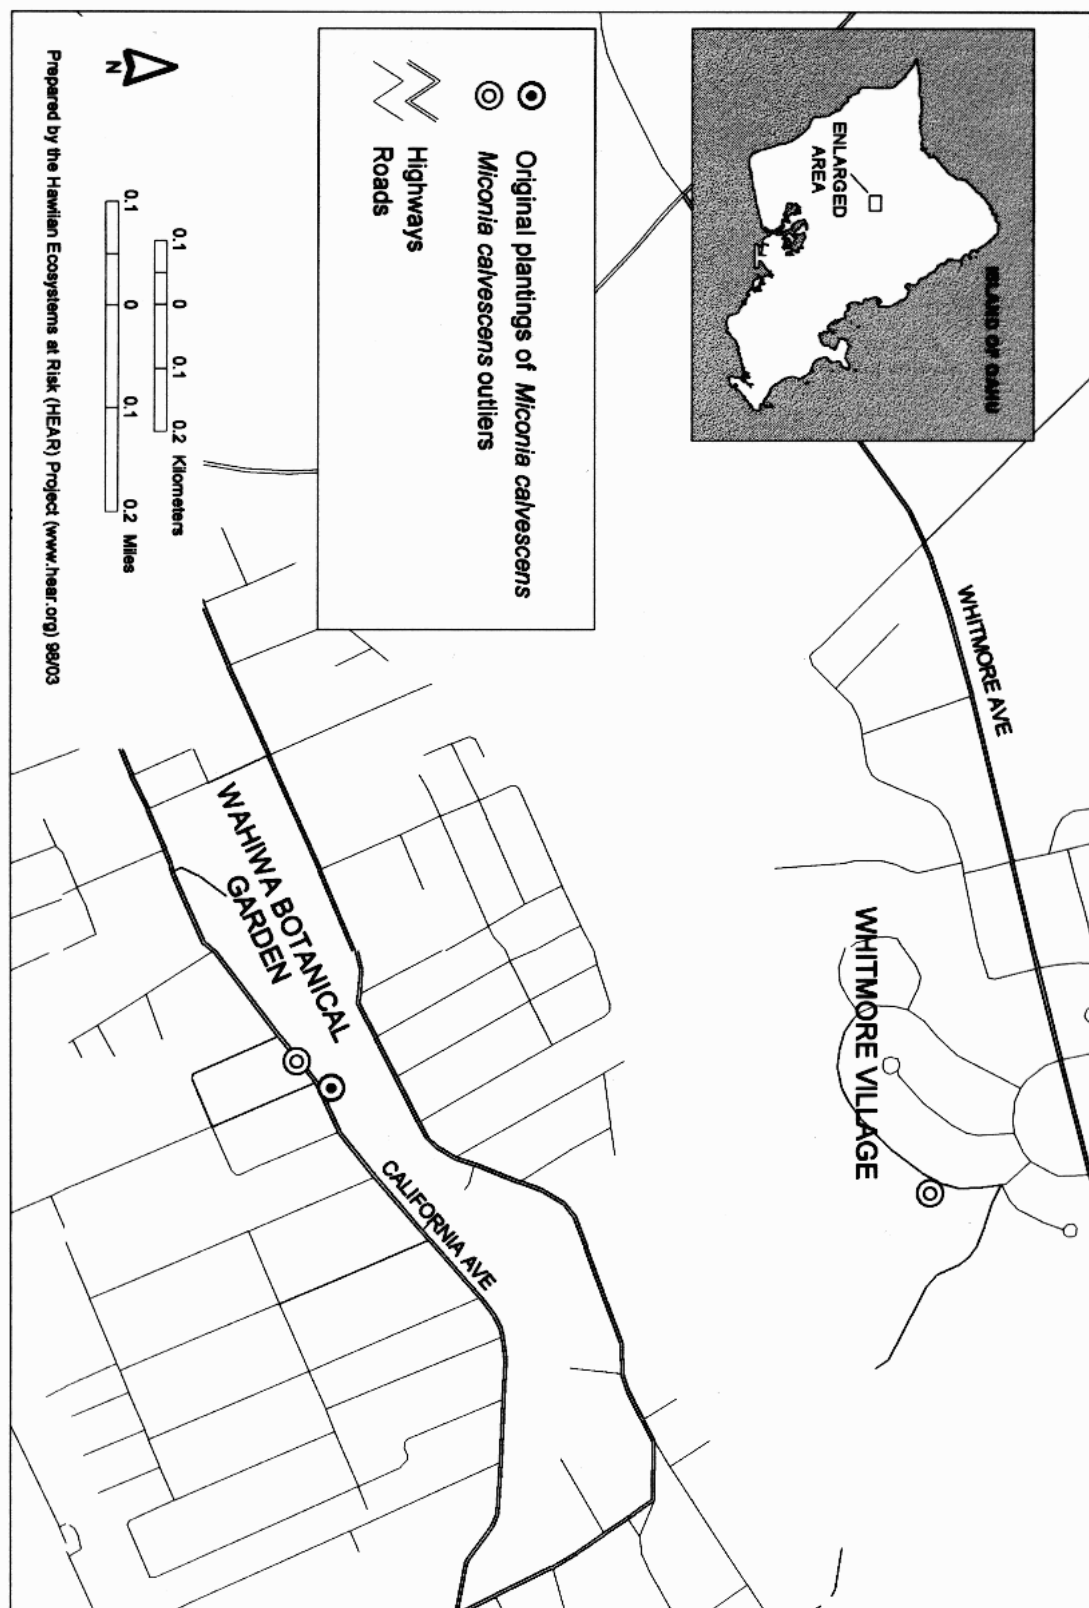 ISLAND OF OAHU
ENLARGED
AREA
Original plantings of Miconia calvescens
Miconia calvescens outliers
Highways
Roads
WHITMORE AVE
WHITMORE VILLAGE
WAHIWA BOTANICAL
GARDEN
CALIFORNIA AVE
N
0.1 0 0.1 0.2 Kilometers
0.1 0 0.1 0.2 Miles
Prepared by the Hawiian Ecosystems at Risk (HEAR) Project (www.hear.org) 98/03